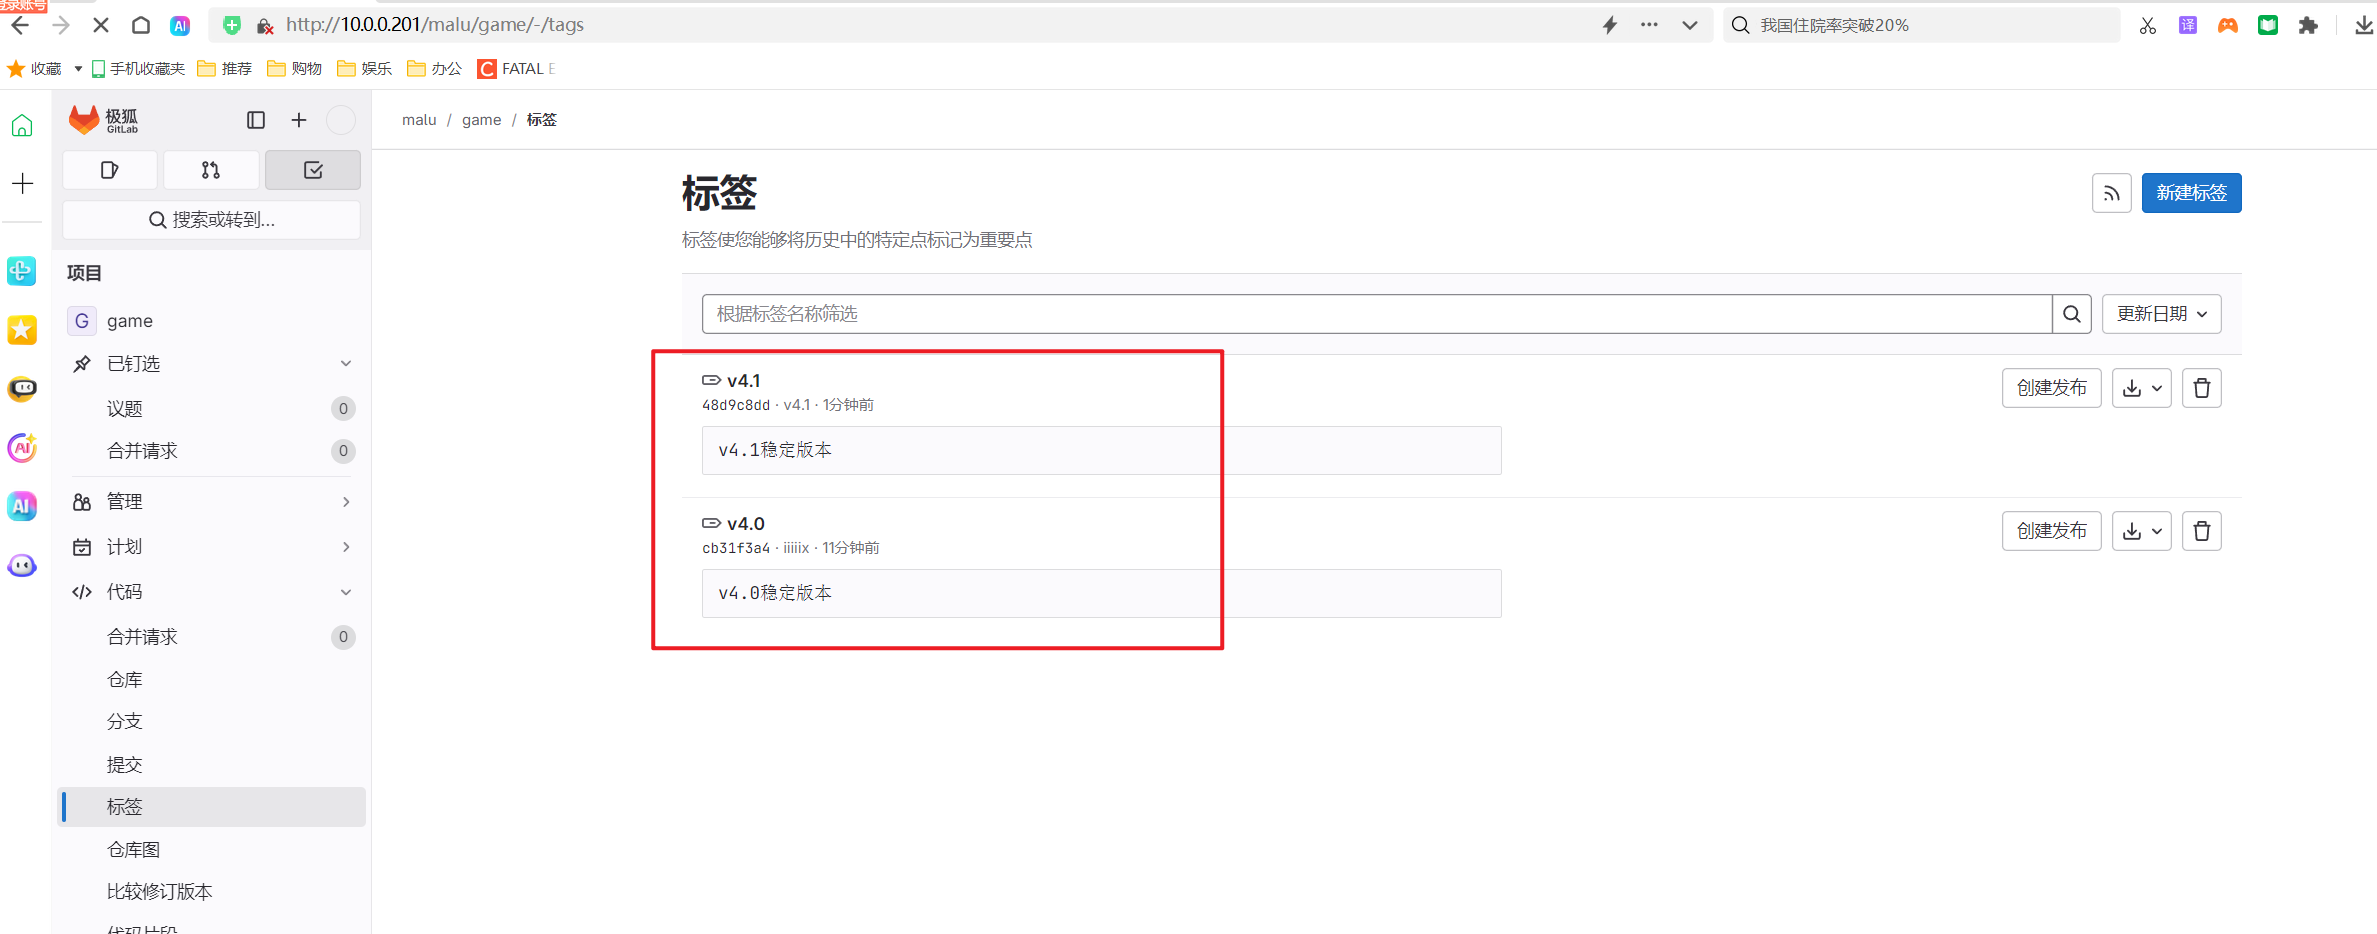 登录账号
http://10.0.0.201/malu/game/-/tags
我国住院率突破20%
收藏 手机收藏夹 推荐 购物 娱乐 办公 FATAL E
极狐
GitLab
搜索或转到...
项目
G game
已钉选
议题 0
合并请求 0
管理
计划
代码
合并请求 0
仓库
分支
提交
标签
仓库图
比较修订版本
代码片段
malu / game / 标签
标签
新建标签
标签使您能够将历史中的特定点标记为重要点
根据标签名称筛选
更新日期
v4.1
48d9c8dd · v4.1 · 1分钟前
创建发布
v4.1稳定版本
v4.0
cb31f3a4 · iiiiix · 11分钟前
创建发布
v4.0稳定版本